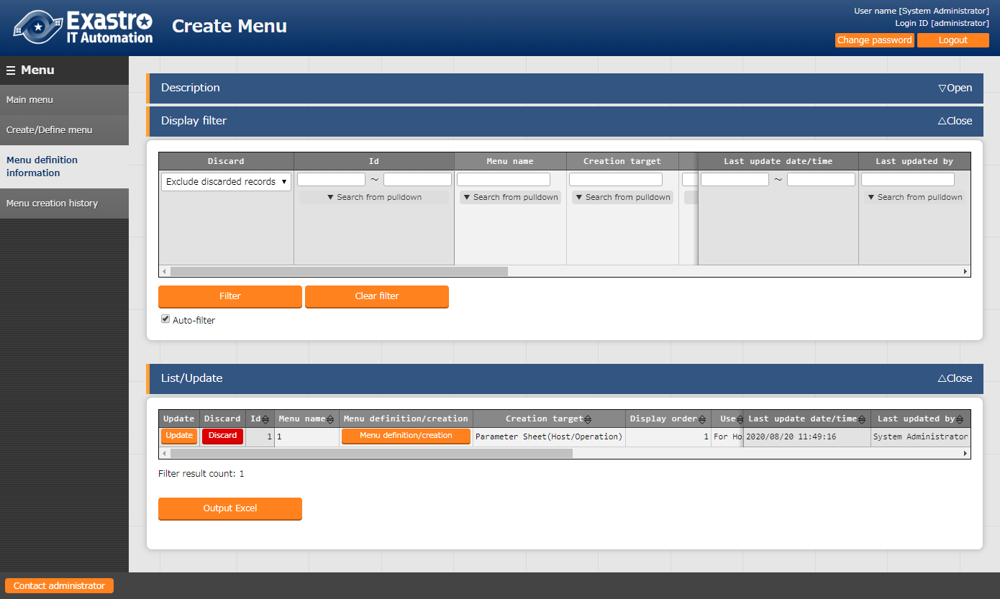 Exastro
IT Automation
Create Menu
User name [System Administrator]
Login ID [administrator]
Change password
Logout
☰ Menu
Main menu
Create/Define menu
Menu definition
information
Menu creation history
Description
▽Open
Display filter
△Close
Discard Id Menu name Creation target Last update date/time Last updated by
Exclude discarded records ▼ ~ ~
▼ Search from pulldown ▼ Search from pulldown ▼ Search from pulldown ▼ Search from pulldown
Filter
Clear filter
Auto-filter
List/Update
△Close
Update Discard Id Menu name Menu definition/creation Creation target Display order Use Last update date/time Last updated by
Update Discard 1 1 Menu definition/creation Parameter Sheet(Host/Operation) 1 For Ho 2020/08/20 11:49:16 System Administrator
Filter result count: 1
Output Excel
Contact administrator